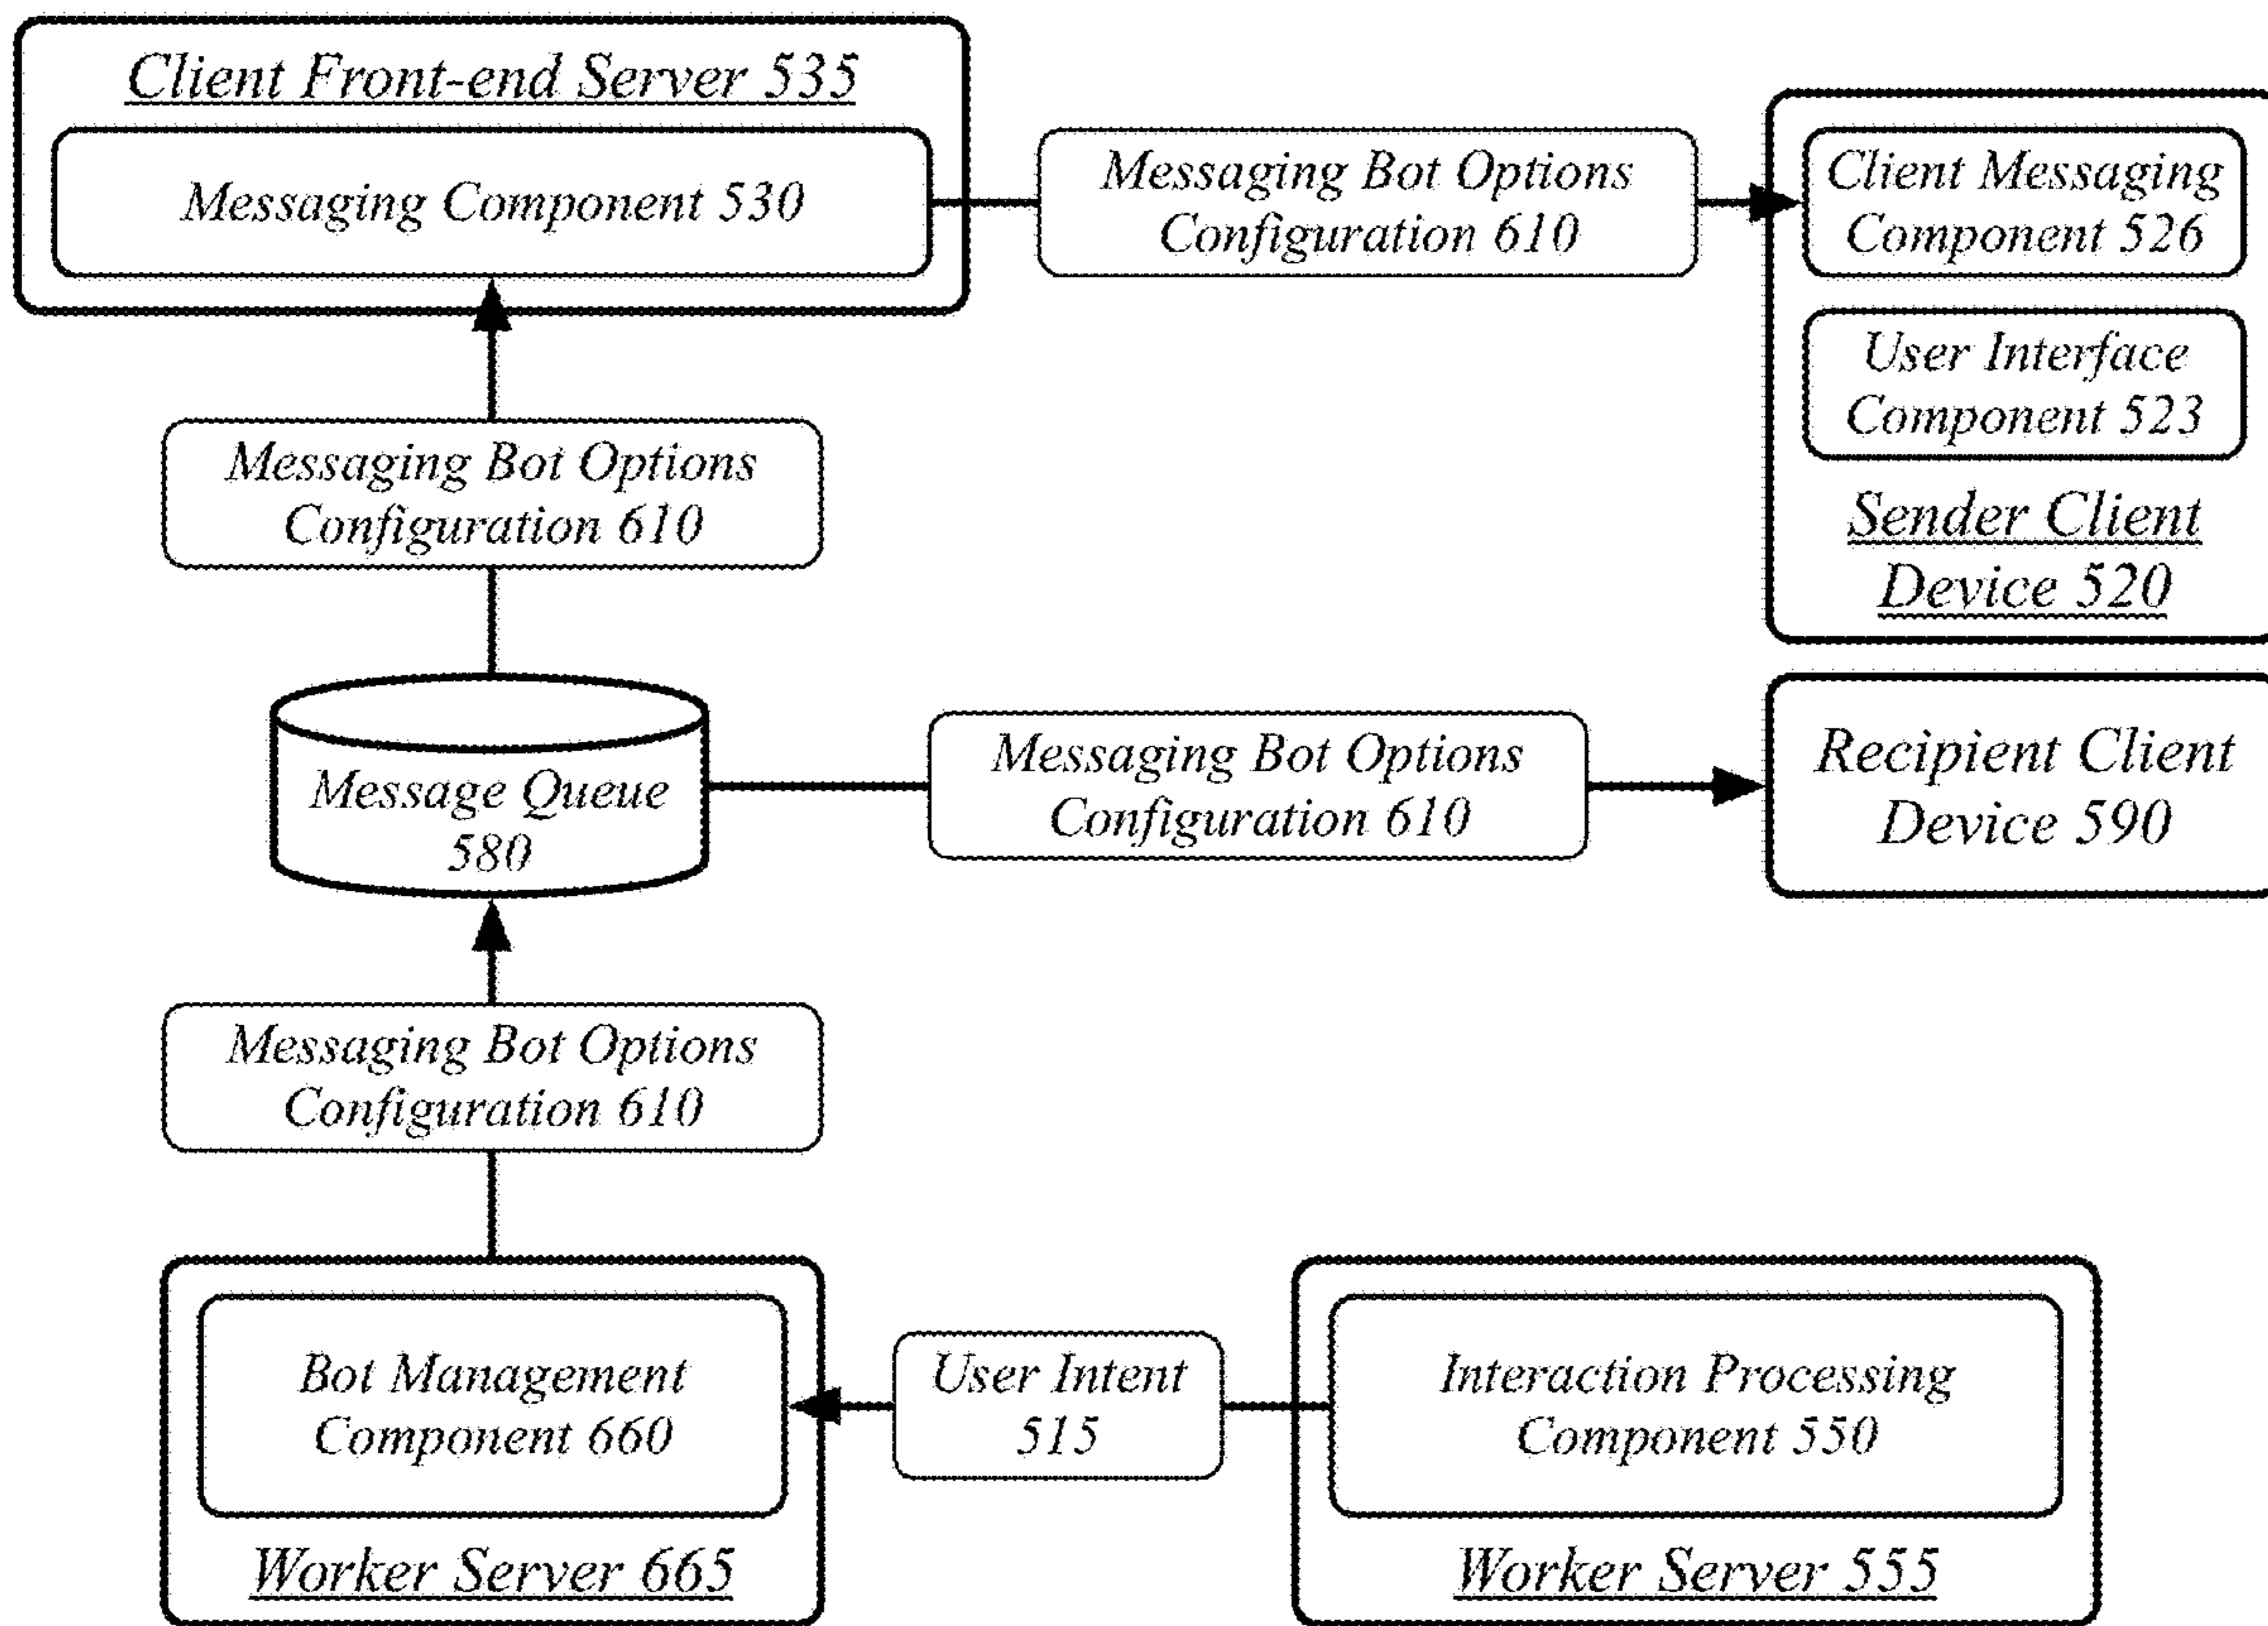 Client Front-end Server 535
Messaging Component 530
Messaging Bot Options
Configuration 610
Client Messaging
Component 526
User Interface
Component 523
Sender Client
Device 520
Messaging Bot Options
Configuration 610
Message Queue
580
Messaging Bot Options
Configuration 610
Recipient Client
Device 590
Messaging Bot Options
Configuration 610
Bot Management
Component 660
Worker Server 665
User Intent
515
Interaction Processing
Component 550
Worker Server 555